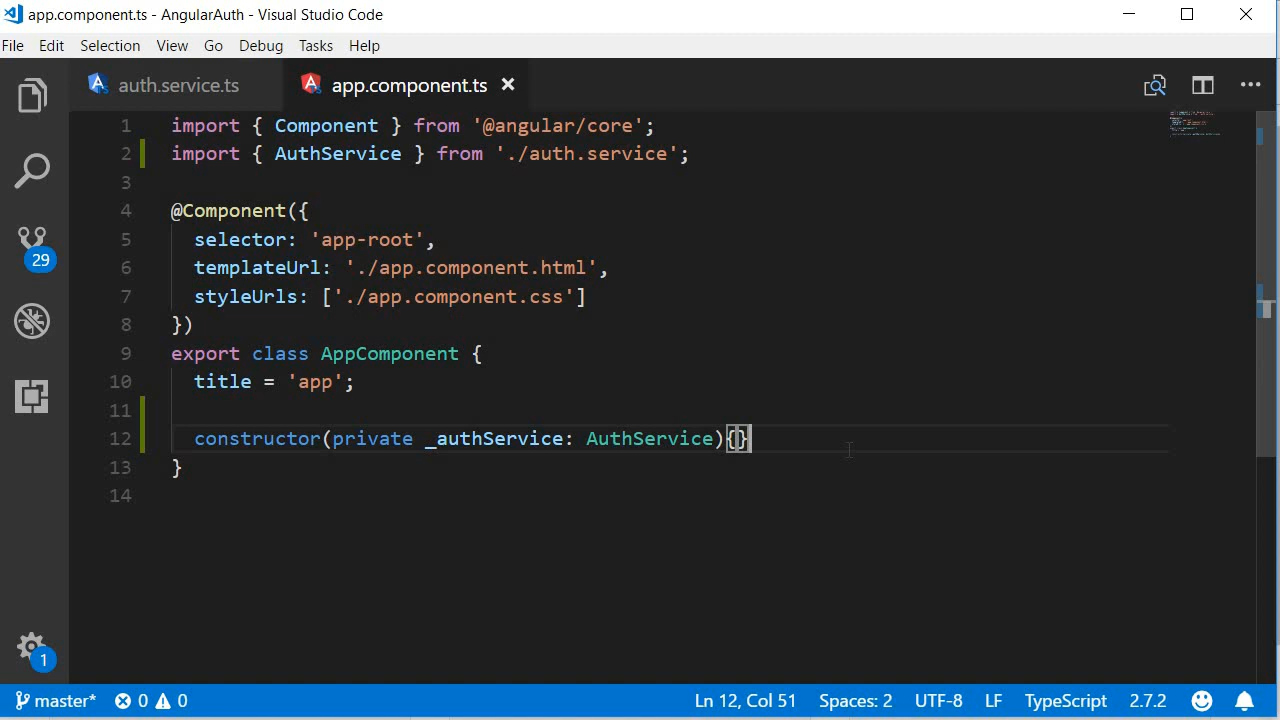 app.component.ts - AngularAuth - Visual Studio Code
File Edit Selection View Go Debug Tasks Help
auth.service.ts app.component.ts
1 import { Component } from '@angular/core';
2 import { AuthService } from './auth.service';
3
4 @Component({
5 selector: 'app-root',
6 templateUrl: './app.component.html',
7 styleUrls: ['./app.component.css']
8 })
9 export class AppComponent {
10 title = 'app';
11
12 constructor(private _authService: AuthService){}
13 }
14
29
1
master* 0 0 Ln 12, Col 51 Spaces: 2 UTF-8 LF TypeScript 2.7.2